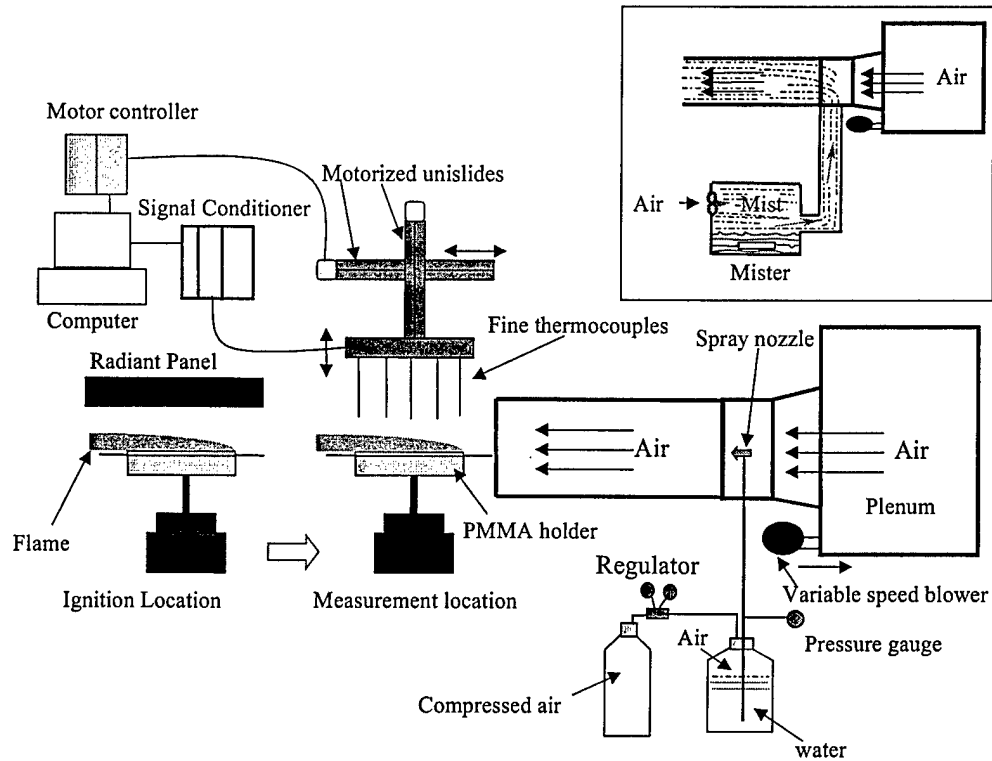 Motor controller
Motorized unislides
Signal Conditioner
Computer
Air
Air
Mist
Mister
Fine thermocouples
Spray nozzle
Radiant Panel
Air
Air
Plenum
Flame
PMMA holder
Ignition Location
Measurement location
Variable speed blower
Regulator
Pressure gauge
Air
Compressed air
water